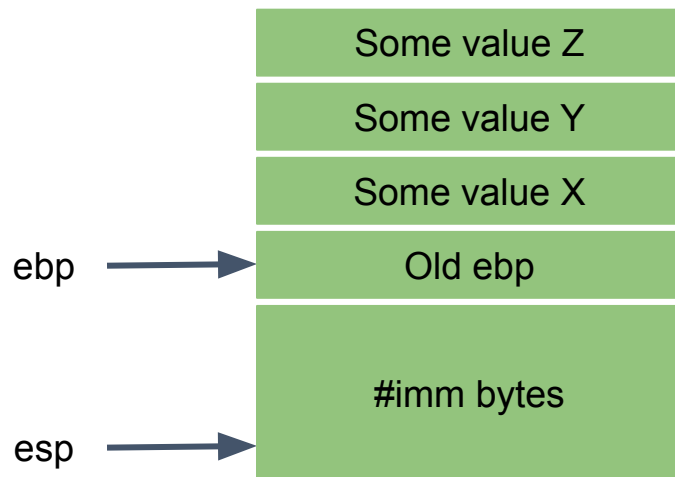 Some value Z
Some value Y
Some value X
ebp
Old ebp
#imm bytes
esp